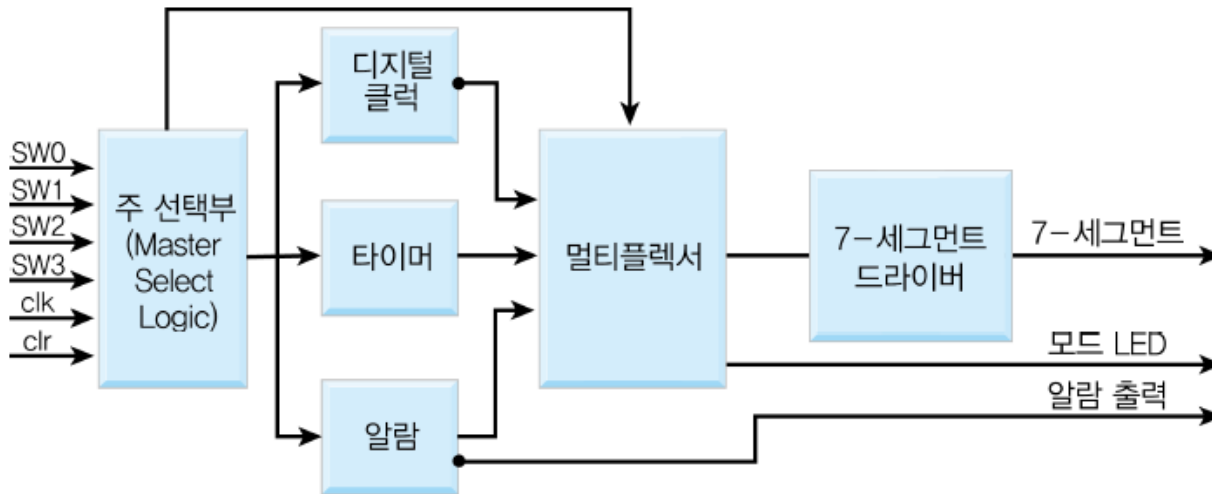 SW0
SW1
SW2
SW3
clk
clr
주 선택부
(Master
Select
Logic)
디지털
클럭
타이머
알람
멀티플렉서
7-세그먼트
드라이버
7-세그먼트
모드 LED
알람 출력